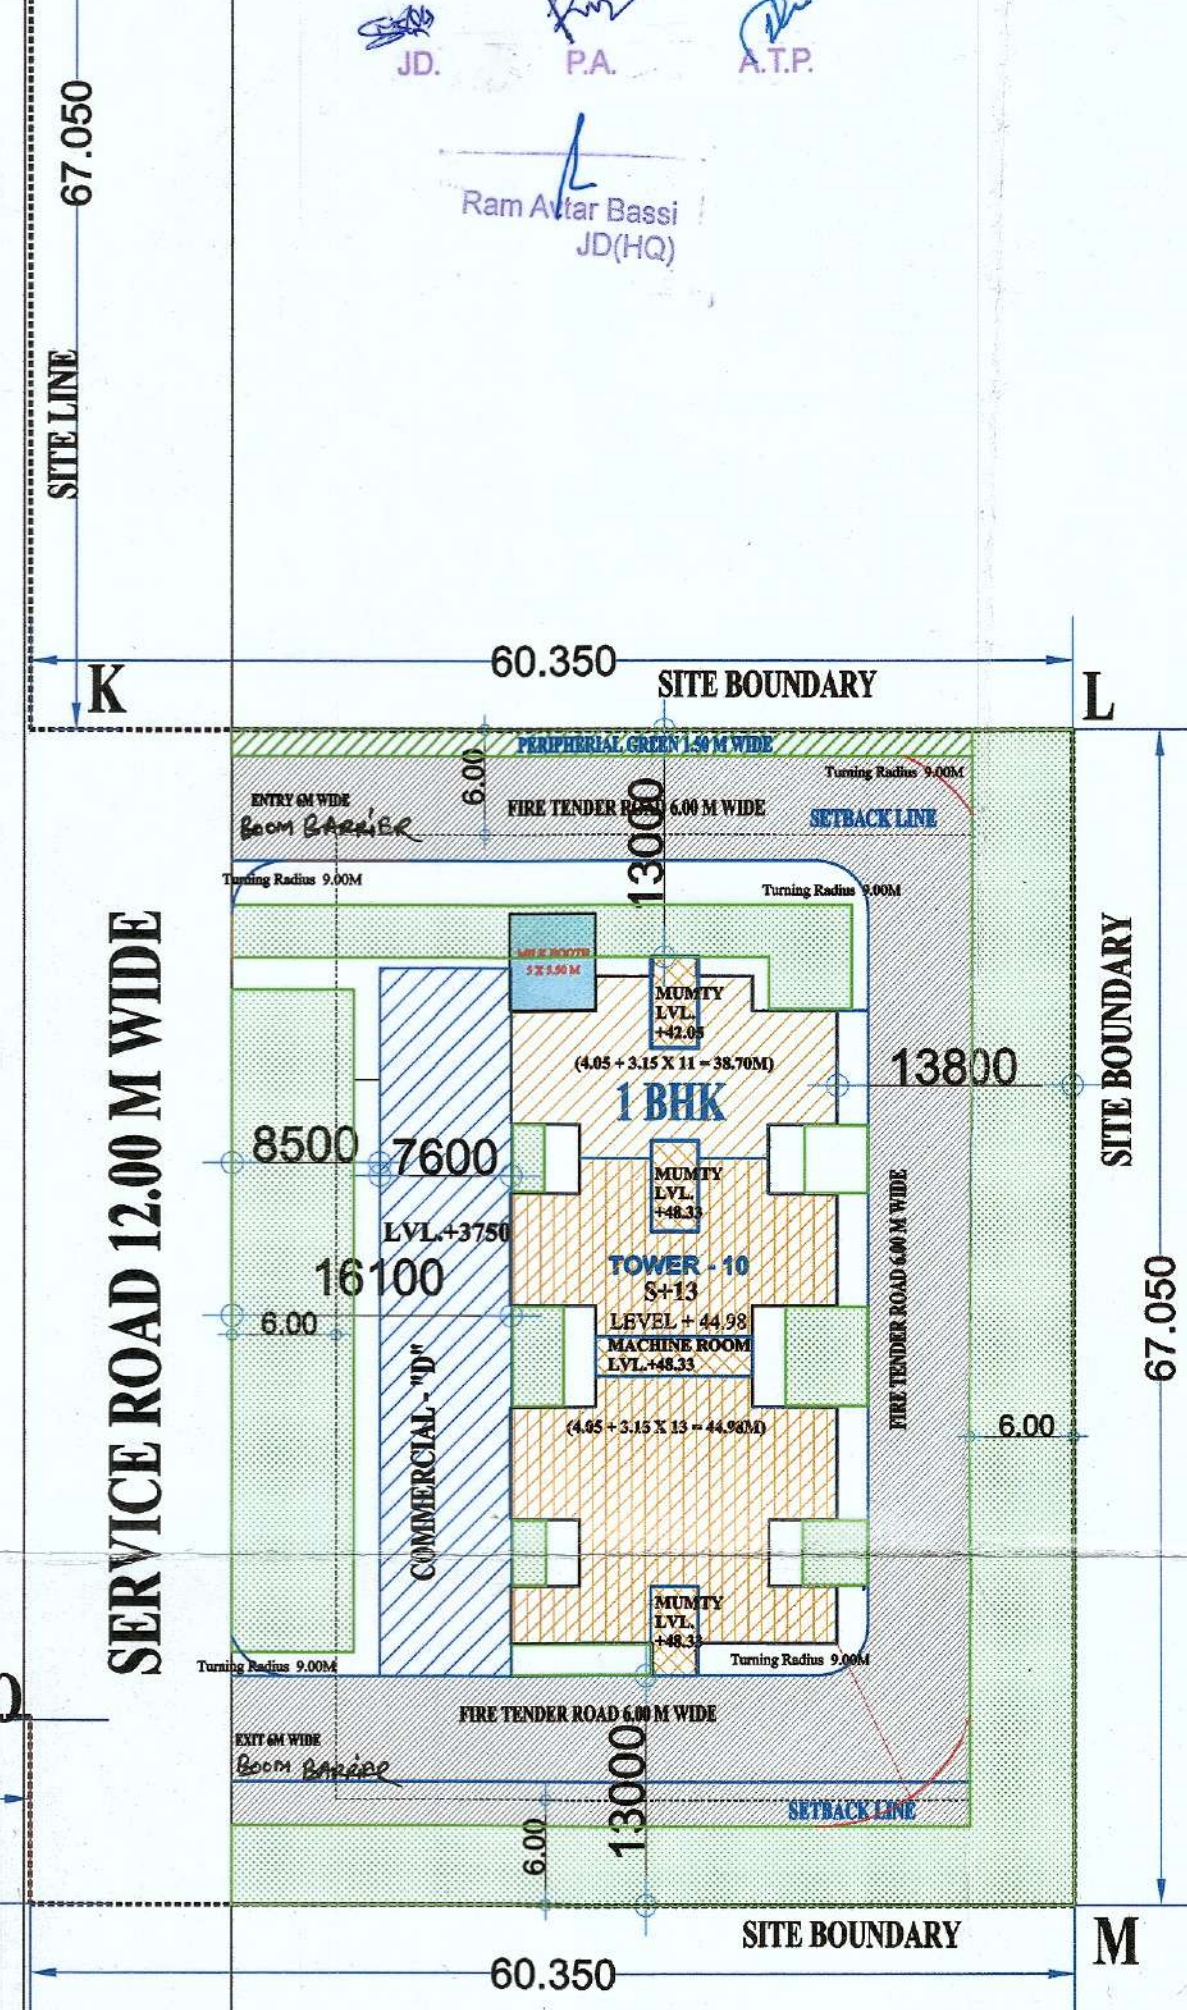 JD.
P.A.
A.T.P.
Ram Avtar Bassi
JD(HQ)
67.050
SITE LINE
60.350
K
SITE BOUNDARY
L
PERIPHERIAL GREEN 1.50 M WIDE
6.00
Turning Radius 9.00M
ENTRY 6M WIDE
BOOM BARRIER
FIRE TENDER ROAD 6.00 M WIDE
SETBACK LINE
13000
Turning Radius 9.00M
Turning Radius 9.00M
SERVICE ROAD 12.00 M WIDE
MILK BOOTH
5 X 5.50 M
MUMTY
LVL.
+42.05
(4.05 + 3.15 X 11 = 38.70M)
1 BHK
13800
SITE BOUNDARY
8500
7600
MUMTY
LVL.
+48.33
LVL.+3750
16100
6.00
TOWER - 10
S+13
LEVEL + 44.98
MACHINE ROOM
LVL.+48.33
FIRE TENDER ROAD 6.00 M WIDE
67.050
COMMERCIAL - "D"
(4.05 + 3.15 X 13 = 44.98M)
6.00
MUMTY
LVL.
+48.33
Turning Radius 9.00M
Turning Radius 9.00M
FIRE TENDER ROAD 6.00 M WIDE
EXIT 6M WIDE
BOOM BARRIER
13000
SETBACK LINE
6.00
SITE BOUNDARY
M
60.350